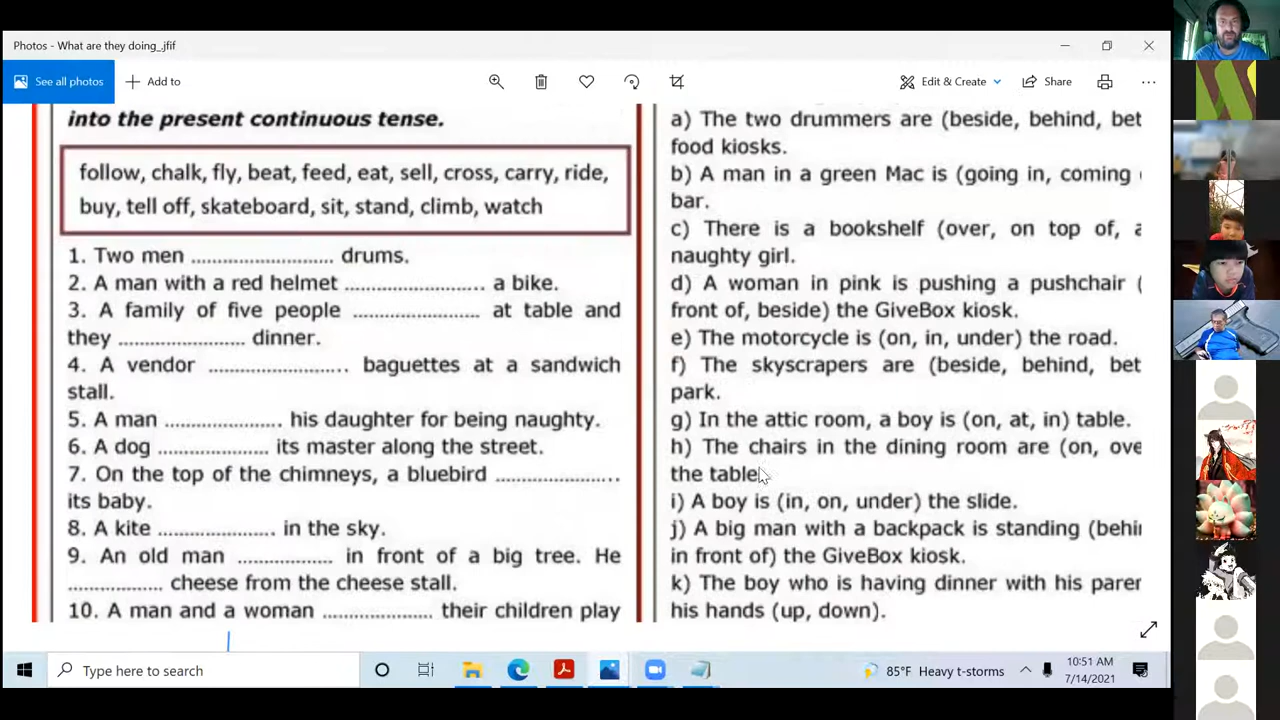 Photos - What are they doing_.jfif
See all photos
Add to
Edit & Create
Share
into the present continuous tense.
follow, chalk, fly, beat, feed, eat, sell, cross, carry, ride,
buy, tell off, skateboard, sit, stand, climb, watch
1. Two men ........................... drums.
2. A man with a red helmet .......................... a bike.
3. A family of five people ........................ at table and
they ........................ dinner.
4. A vendor ........................... baguettes at a sandwich
stall.
5. A man ....................... his daughter for being naughty.
6. A dog ..................... its master along the street.
7. On the top of the chimneys, a bluebird ........................
its baby.
8. A kite ...................... in the sky.
9. An old man .................. in front of a big tree. He
.................. cheese from the cheese stall.
10. A man and a woman ..................... their children play
a) The two drummers are (beside, behind, bet
food kiosks.
b) A man in a green Mac is (going in, coming
bar.
c) There is a bookshelf (over, on top of, a
naughty girl.
d) A woman in pink is pushing a pushchair (
front of, beside) the GiveBox kiosk.
e) The motorcycle is (on, in, under) the road.
f) The skyscrapers are (beside, behind, bet
park.
g) In the attic room, a boy is (on, at, in) table.
h) The chairs in the dining room are (on, ove
the table
i) A boy is (in, on, under) the slide.
j) A big man with a backpack is standing (behi
in front of) the GiveBox kiosk.
k) The boy who is having dinner with his parer
his hands (up, down).
Type here to search
85°F Heavy t-storms
10:51 AM
7/14/2021